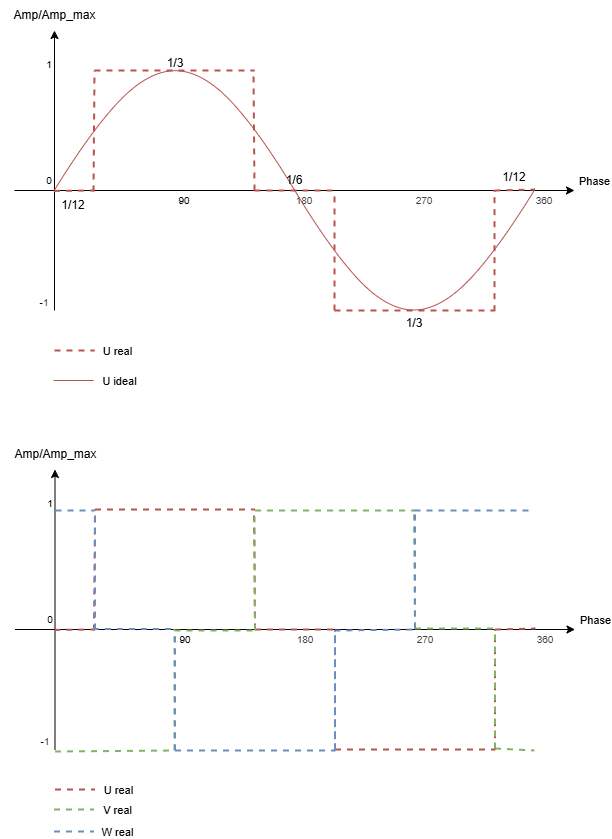 Amp/Amp_max
1
1/3
0
1/6
1/12
Phase
1/12
90
180
270
360
-1
1/3
U real
U ideal
Amp/Amp_max
1
0
Phase
90
180
270
360
-1
U real
V real
W real